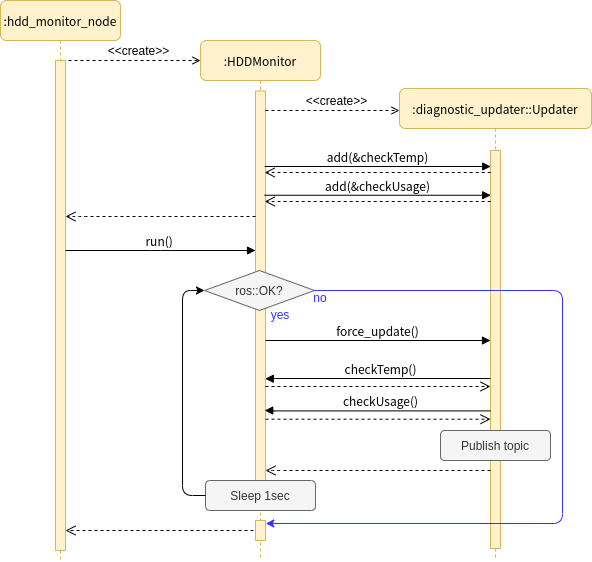 :hdd_monitor_node
<<create>>
:HDDMonitor
<<create>>
:diagnostic_updater::Updater
add(&checkTemp)
add(&checkUsage)
run()
ros::OK?
no
yes
force_update()
checkTemp()
checkUsage()
Publish topic
Sleep 1sec